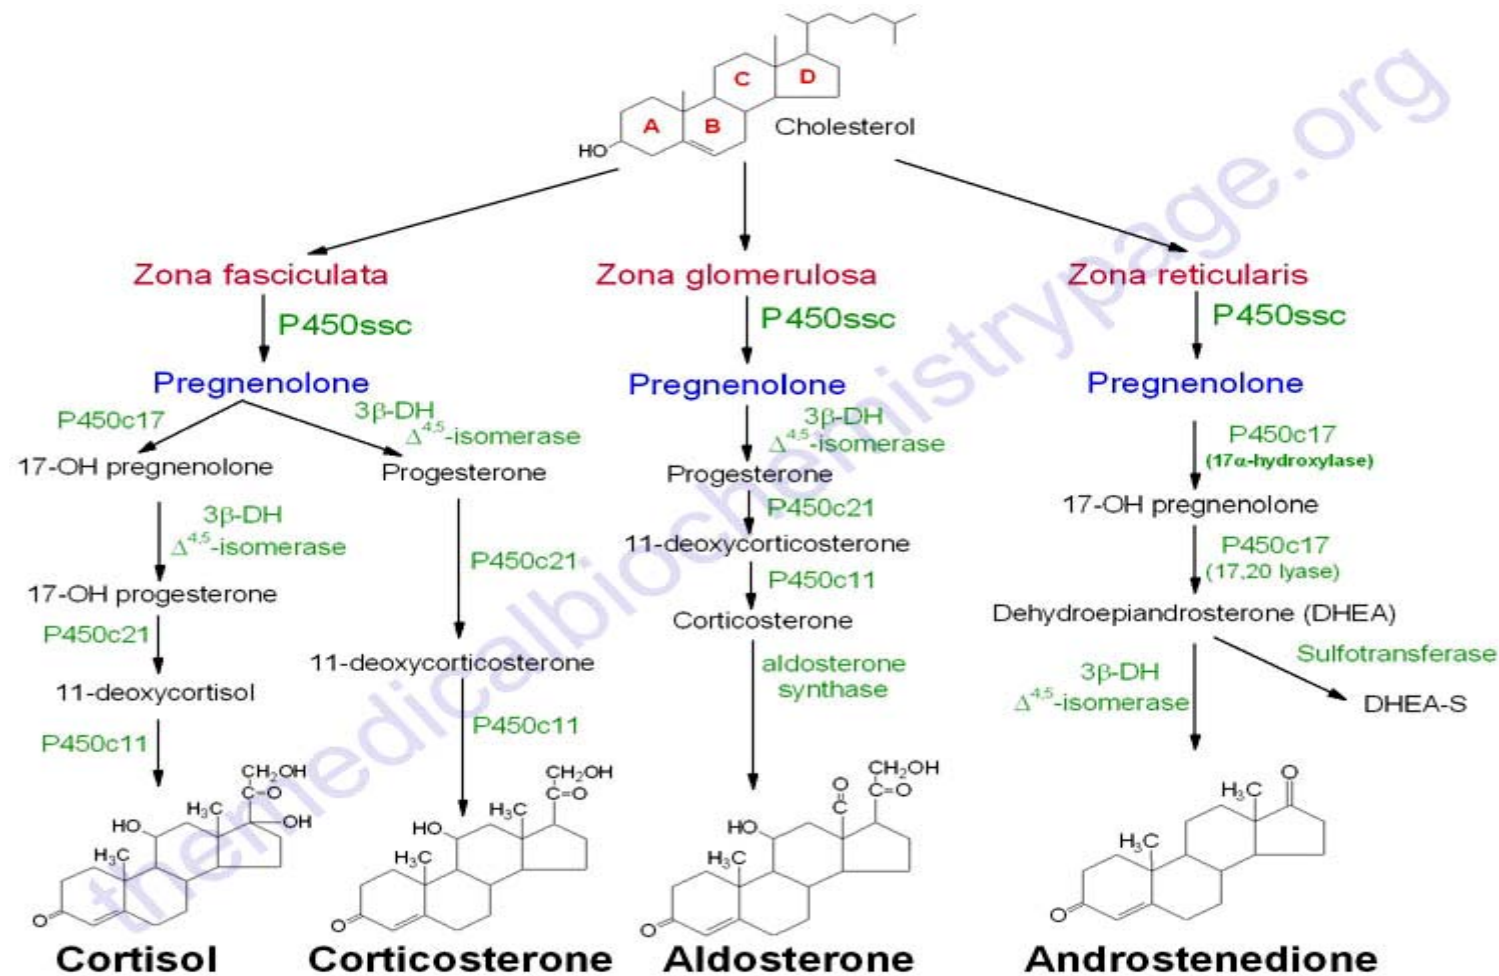 C
D
A
B
HO
Cholesterol
Zona fasciculata
P450ssc
Pregnenolone
P450c17
3β-DH
Δ4,5-isomerase
17-OH pregnenolone
Progesterone
3β-DH
Δ4,5-isomerase
17-OH progesterone
P450c21
P450c21
11-deoxycortisol
11-deoxycorticosterone
P450c11
P450c11
CH2OH
C=O
H3C
HO
OH
H3C
O
Cortisol
CH2OH
C=O
H3C
HO
H3C
O
Corticosterone
Zona glomerulosa
P450ssc
Pregnenolone
3β-DH
Δ4,5-isomerase
Progesterone
P450c21
11-deoxycorticosterone
P450c11
Corticosterone
aldosterone
synthase
CH2OH
C=O
O
C
HO
H3C
O
Aldosterone
Zona reticularis
P450ssc
Pregnenolone
P450c17
(17α-hydroxylase)
17-OH pregnenolone
P450c17
(17,20 lyase)
Dehydroepiandrosterone (DHEA)
Sulfotransferase
3β-DH
Δ4,5-isomerase
DHEA-S
O
H3C
H3C
O
Androstenedione
themedicalbiochemistrypage.org